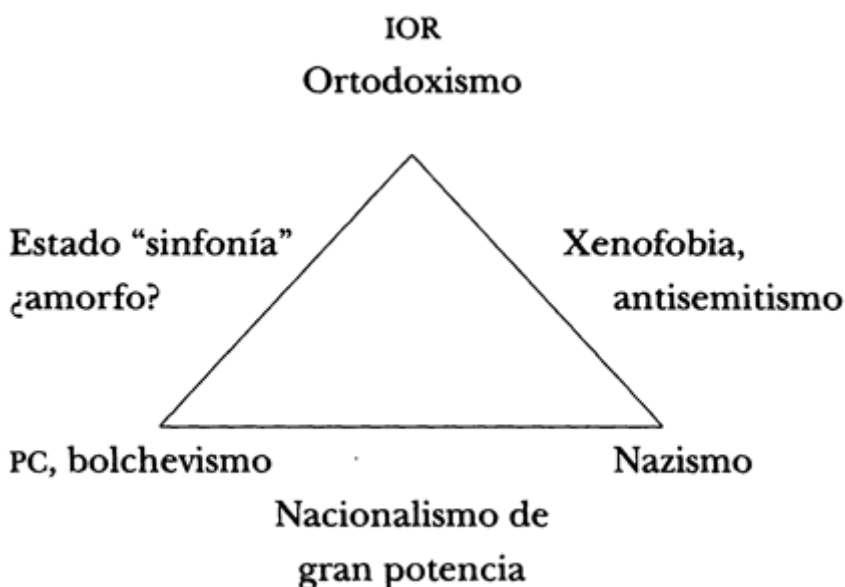 IOR
Ortodoxismo
Estado “sinfonía”
¿amorfo?
Xenofobia,
antisemitismo
PC, bolchevismo
Nazismo
Nacionalismo de
gran potencia